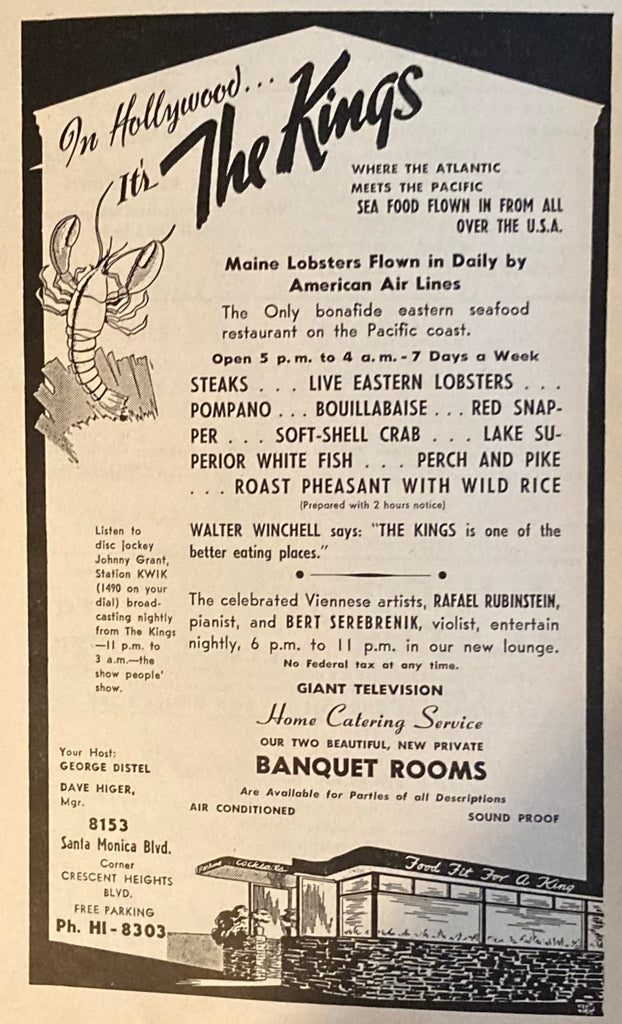 In Hollywood...
It's The Kings
WHERE THE ATLANTIC
MEETS THE PACIFIC
SEA FOOD FLOWN IN FROM ALL
OVER THE U.S.A.
Maine Lobsters Flown in Daily by
American Air Lines
The Only bonafide eastern seafood
restaurant on the Pacific coast.
Open 5 p.m. to 4 a.m. - 7 Days a Week
STEAKS . . . LIVE EASTERN LOBSTERS . . .
POMPANO . . . BOUILLABAISE . . . RED SNAP-
PER . . . SOFT-SHELL CRAB . . . LAKE SU-
PERIOR WHITE FISH . . . PERCH AND PIKE
. . . ROAST PHEASANT WITH WILD RICE
(Prepared with 2 hours notice)
WALTER WINCHELL says: "THE KINGS is one of the
better eating places."
The celebrated Viennese artists, RAFAEL RUBINSTEIN,
pianist, and BERT SEREBRENIK, violist, entertain
nightly, 6 p.m. to 11 p.m. in our new lounge.
No Federal tax at any time.
GIANT TELEVISION
Home Catering Service
OUR TWO BEAUTIFUL, NEW PRIVATE
BANQUET ROOMS
Are Available for Parties of all Descriptions
AIR CONDITIONED
SOUND PROOF
Listen to
disc jockey
Johnny Grant,
Station KWIK
(1490 on your
dial) broad-
casting nightly
from The Kings
—11 p.m. to
3 a.m.—the
show people'
show.
Your Host:
GEORGE DISTEL
DAVE HIGER,
Mgr.
8153
Santa Monica Blvd.
Corner
CRESCENT HEIGHTS
BLVD.
FREE PARKING
Ph. HI-8303
Cocktails
Food Fit For A King